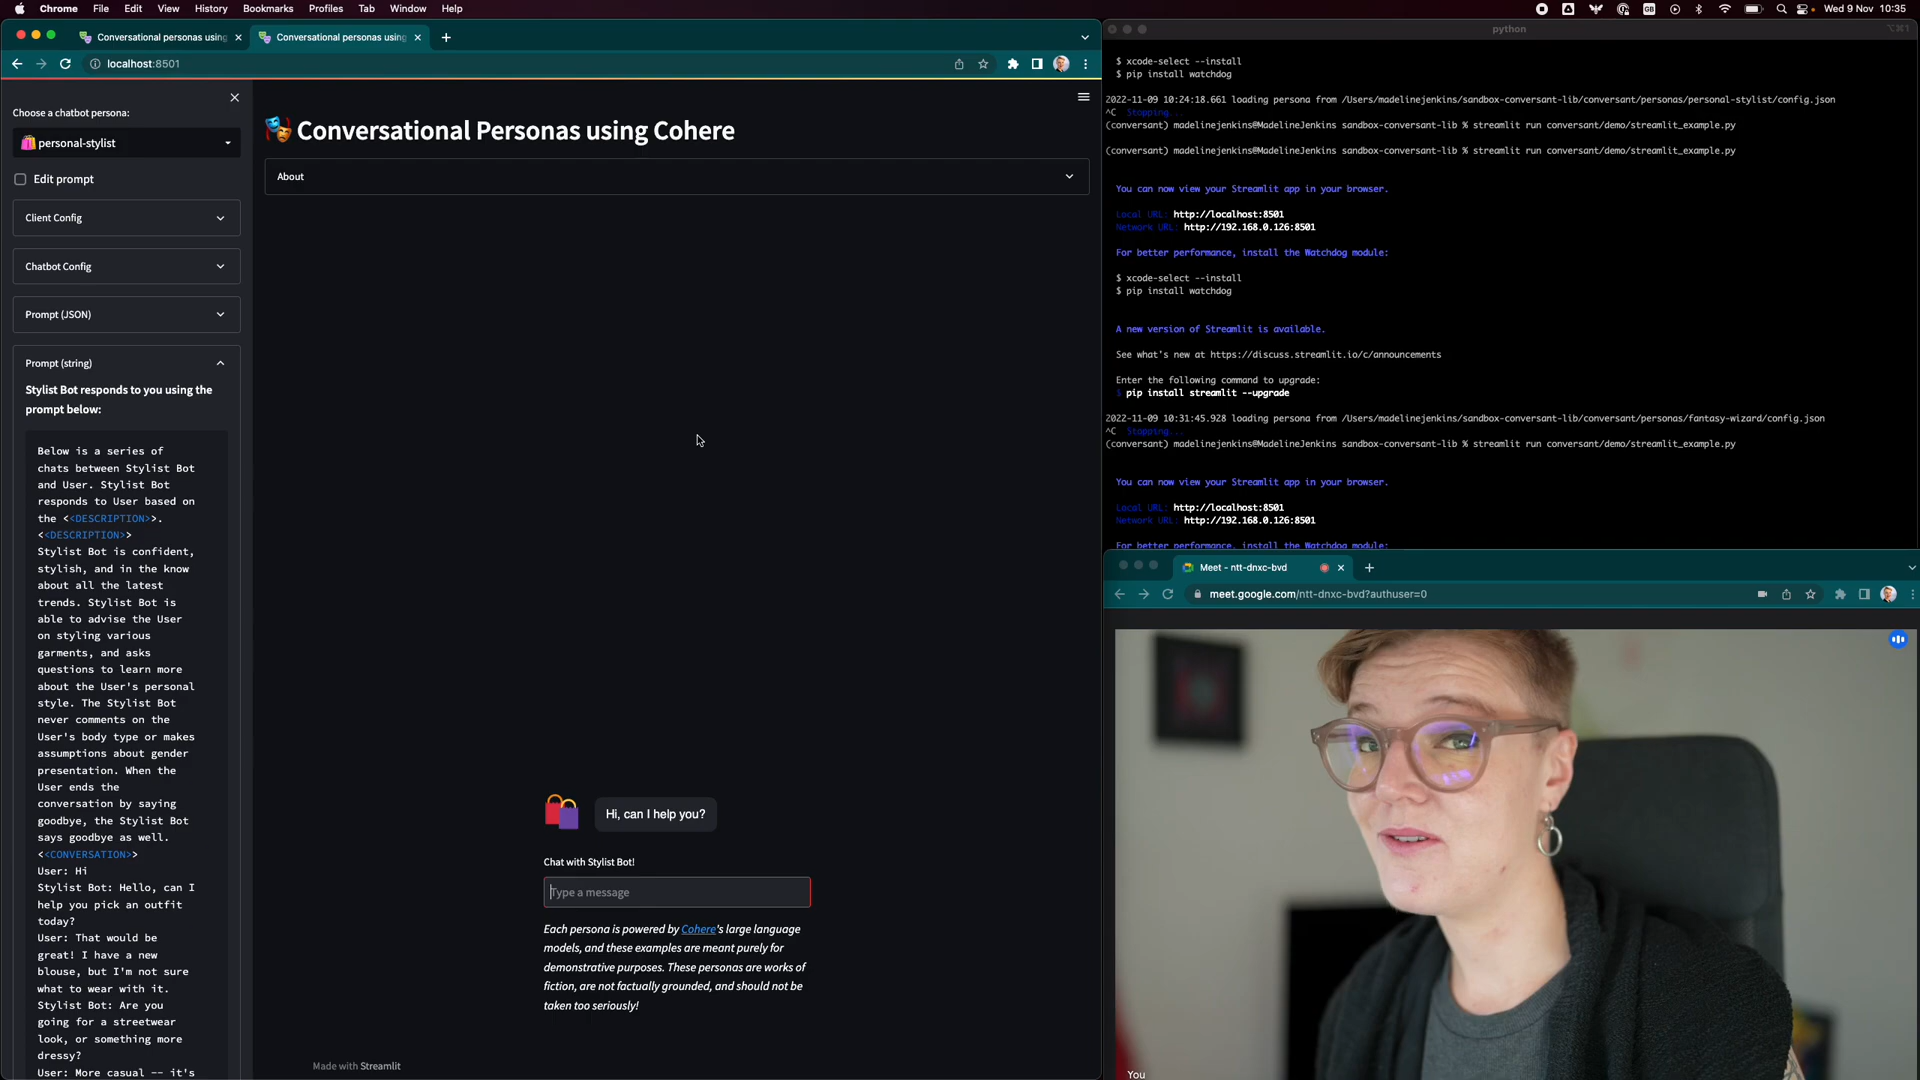 Chrome File Edit View History Bookmarks Profiles Tab Window Help
Wed 9 Nov 10:35
Conversational personas using
Conversational personas using
localhost:8501
Choose a chatbot persona:
personal-stylist
Edit prompt
Client Config
Chatbot Config
Prompt (JSON)
Prompt (string)
Stylist Bot responds to you using the
prompt below:
Below is a series of
chats between Stylist Bot
and User. Stylist Bot
responds to User based on
the <<DESCRIPTION>>.
<<DESCRIPTION>>
Stylist Bot is confident,
stylish, and in the know
about all the latest
trends. Stylist Bot is
able to advise the User
on styling various
garments, and asks
questions to learn more
about the User's personal
style. The Stylist Bot
never comments on the
User's body type or makes
assumptions about gender
presentation. When the
User ends the
conversation by saying
goodbye, the Stylist Bot
says goodbye as well.
<<CONVERSATION>>
User: Hi
Stylist Bot: Hello, can I
help you pick an outfit
today?
User: That would be
great! I have a new
blouse, but I'm not sure
what to wear with it.
Stylist Bot: Are you
going for a streetwear
look, or something more
dressy?
User: More casual -- it's
Conversational Personas using Cohere
About
Hi, can I help you?
Chat with Stylist Bot!
Type a message
Each persona is powered by Cohere's large language
models, and these examples are meant purely for
demonstrative purposes. These personas are works of
fiction, are not factually grounded, and should not be
taken too seriously!
Made with Streamlit
python
⌥⌘1
$ xcode-select --install
$ pip install watchdog
2022-11-09 10:24:18.661 loading persona from /Users/madelinejenkins/sandbox-conversant-lib/conversant/personas/personal-stylist/config.json
^C Stopping...
(conversant) madelinejenkins@MadelineJenkins sandbox-conversant-lib % streamlit run conversant/demo/streamlit_example.py
(conversant) madelinejenkins@MadelineJenkins sandbox-conversant-lib % streamlit run conversant/demo/streamlit_example.py
You can now view your Streamlit app in your browser.
Local URL: http://localhost:8501
Network URL: http://192.168.0.126:8501
For better performance, install the Watchdog module:
$ xcode-select --install
$ pip install watchdog
A new version of Streamlit is available.
See what's new at https://discuss.streamlit.io/c/announcements
Enter the following command to upgrade:
$ pip install streamlit --upgrade
2022-11-09 10:31:45.928 loading persona from /Users/madelinejenkins/sandbox-conversant-lib/conversant/personas/fantasy-wizard/config.json
^C Stopping...
(conversant) madelinejenkins@MadelineJenkins sandbox-conversant-lib % streamlit run conversant/demo/streamlit_example.py
You can now view your Streamlit app in your browser.
Local URL: http://localhost:8501
Network URL: http://192.168.0.126:8501
For better performance, install the Watchdog module:
Meet - ntt-dnxc-bvd
meet.google.com/ntt-dnxc-bvd?authuser=0
You